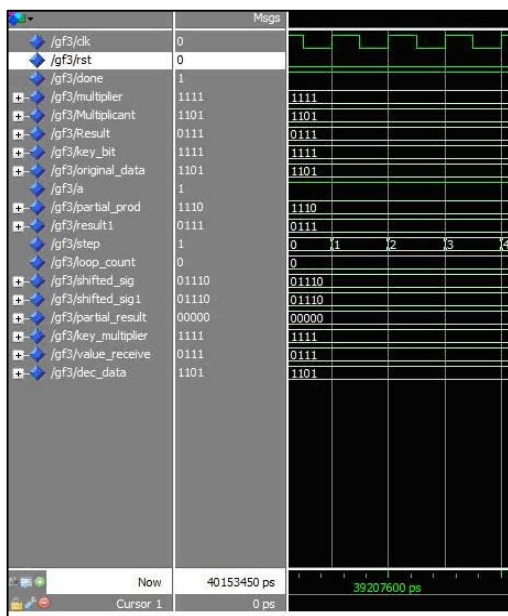 Msgs
/gf3/clk 0
/gf3/rst 0
/gf3/done 1
/gf3/multiplier 1111 1111
/gf3/Multiplicant 1101 1101
/gf3/Result 0111 0111
/gf3/key_bit 1111 1111
/gf3/original_data 1101 1101
/gf3/a 1
/gf3/partial_prod 1110 1110
/gf3/result1 0111 0111
/gf3/step 1 0 1 2 3 4
/gf3/loop_count 0 0
/gf3/shifted_sig 01110 01110
/gf3/shifted_sig1 01110 01110
/gf3/partial_result 00000 00000
/gf3/key_multiplier 1111 1111
/gf3/value_receive 0111 0111
/gf3/dec_data 1101 1101
Now 40153450 ps 39207600 ps
Cursor 1 0 ps